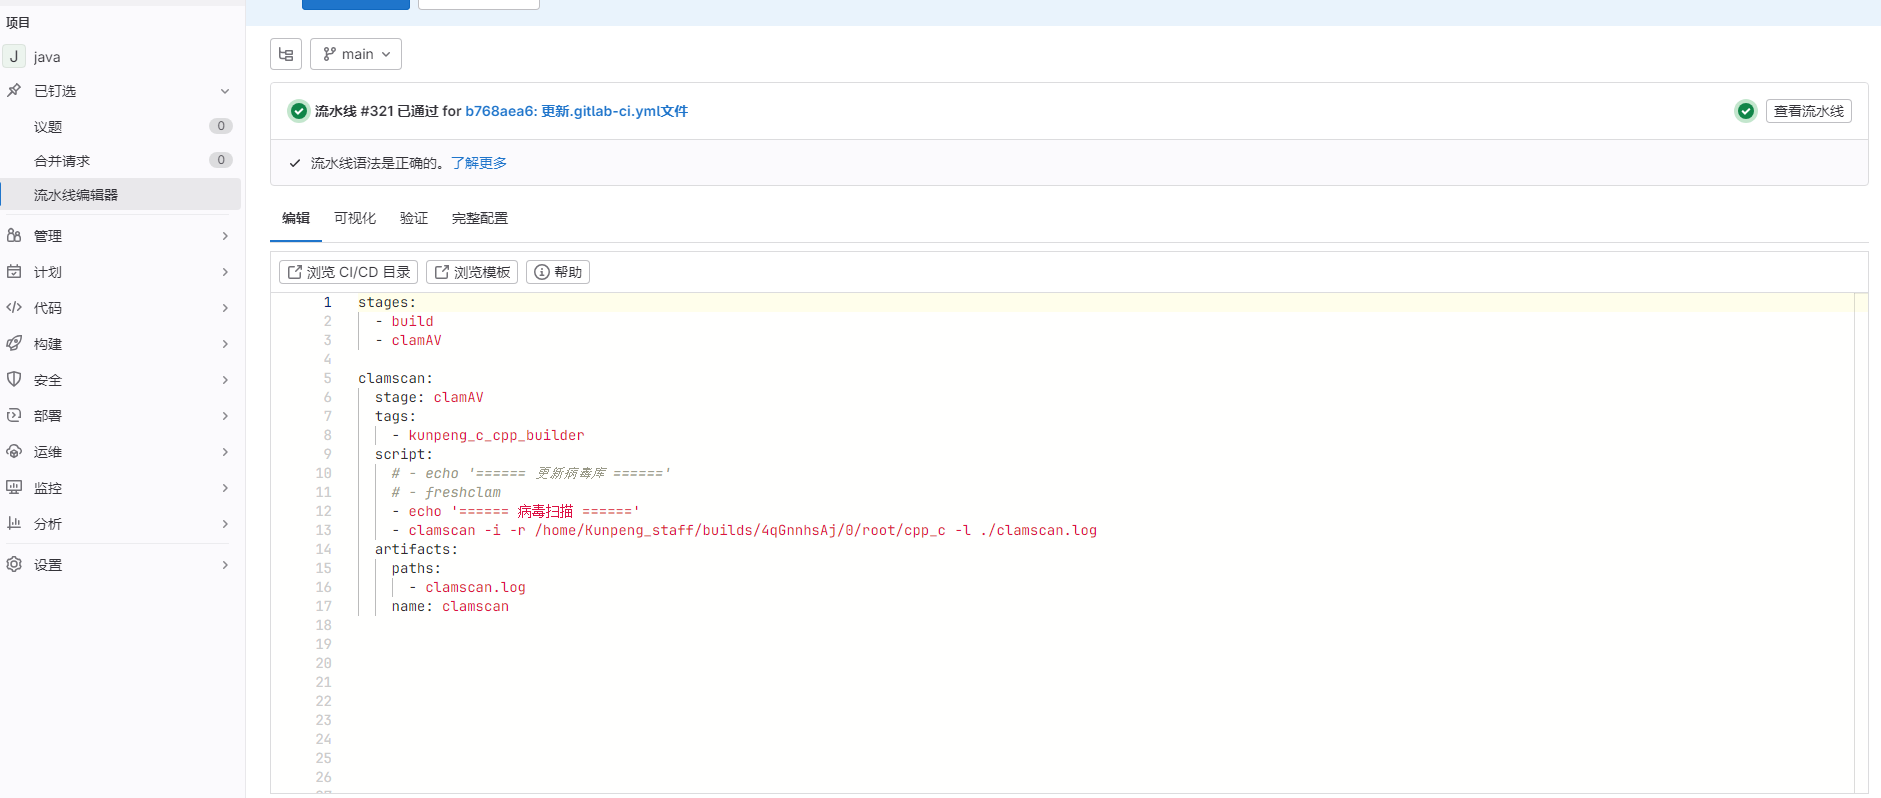 项目
J java
已钉选
议题 0
合并请求 0
流水线编辑器
管理
计划
代码
构建
安全
部署
运维
监控
分析
设置
main
流水线 #321 已通过 for b768aea6: 更新.gitlab-ci.yml文件
查看流水线
流水线语法是正确的。了解更多
编辑 可视化 验证 完整配置
浏览 CI/CD 目录 浏览模板 帮助
1 stages:
2 - build
3 - clamAV
4
5 clamscan:
6 stage: clamAV
7 tags:
8 - kunpeng_c_cpp_builder
9 script:
10 # - echo '====== 更新病毒库 ======'
11 # - freshclam
12 - echo '====== 病毒扫描 ======'
13 - clamscan -i -r /home/Kunpeng_staff/builds/4qGnnhsAj/0/root/cpp_c -l ./clamscan.log
14 artifacts:
15 paths:
16 - clamscan.log
17 name: clamscan
18
19
20
21
22
23
24
25
26